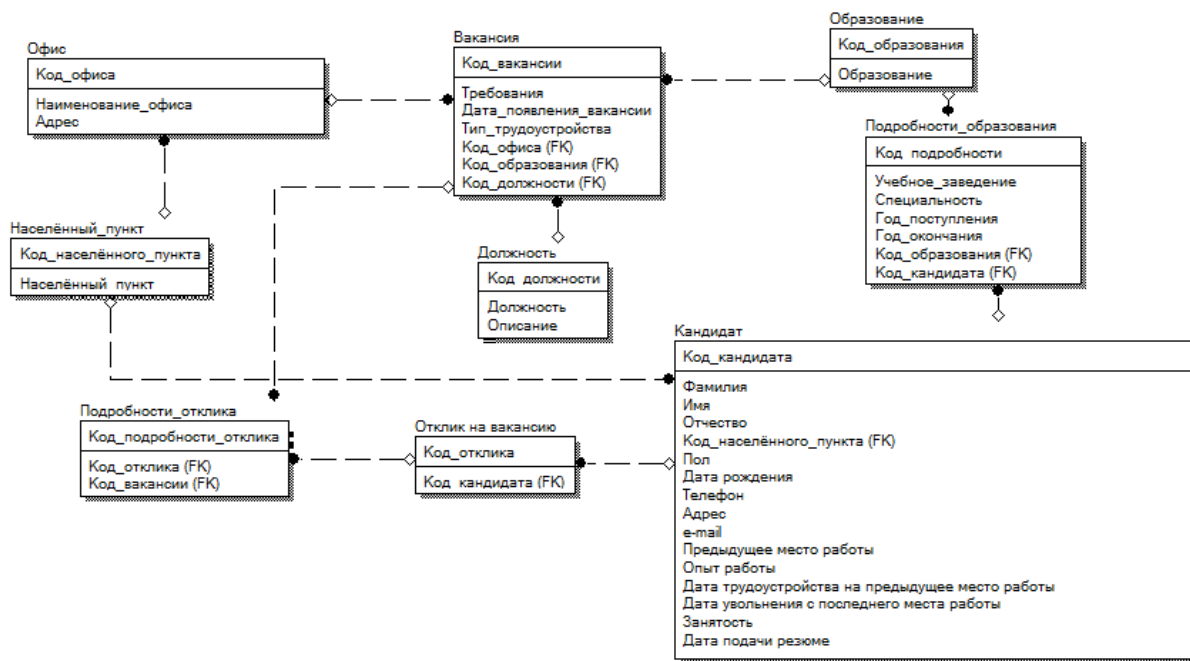 Офис
Код_офиса
Наименование_офиса
Адрес
Вакансия
Код_вакансии
Требования
Дата_появления_вакансии
Тип_трудоустройства
Код_офиса (FK)
Код_образования (FK)
Код_должности (FK)
Образование
Код_образования
Образование
Подробности_образования
Код_подробности
Учебное_заведение
Специальность
Год_поступления
Год_окончания
Код_образования (FK)
Код_кандидата (FK)
Населённый_пункт
Код_населённого_пункта
Населённый_пункт
Должность
Код_должности
Должность
Описание
Кандидат
Код_кандидата
Фамилия
Имя
Отчество
Код_населённого_пункта (FK)
Пол
Дата рождения
Телефон
Адрес
e-mail
Предыдущее место работы
Опыт работы
Дата трудоустройства на предыдущее место работы
Дата увольнения с последнего места работы
Занятость
Дата подачи резюме
Подробности_отклика
Код_подробности_отклика
Код_отклика (FK)
Код_вакансии (FK)
Отклик на вакансию
Код_отклика
Код_кандидата (FK)